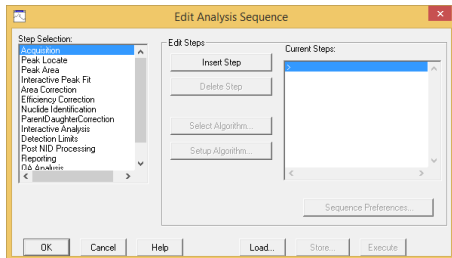 Edit Analysis Sequence
Step Selection:
Acquisition
Peak Locate
Peak Area
Interactive Peak Fit
Area Correction
Efficiency Correction
Nuclide Identification
ParentDaughterCorrection
Interactive Analysis
Detection Limits
Post NID Processing
Reporting
QA Analysis
Edit Steps
Insert Step
Delete Step
Select Algorithm...
Setup Algorithm...
Current Steps:
>
Sequence Preferences...
OK
Cancel
Help
Load...
Store...
Execute